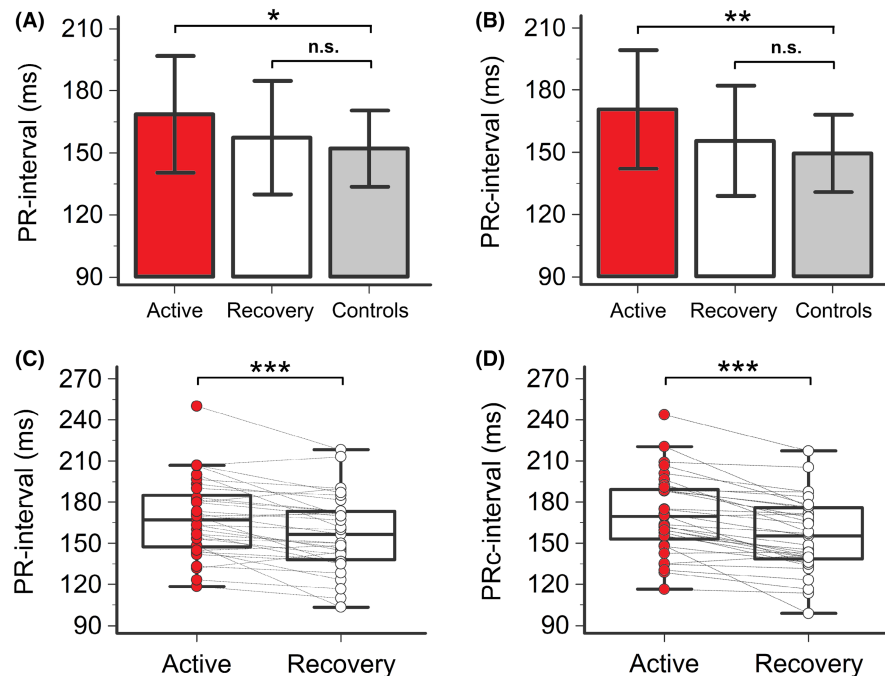 (A)
PR-interval (ms)
210
180
150
120
90
*
n.s.
Active Recovery Controls
(B)
PRc-interval (ms)
210
180
150
120
90
**
n.s.
Active Recovery Controls
(C)
PR-interval (ms)
270
240
210
180
150
120
90
***
Active Recovery
(D)
PRc-interval (ms)
270
240
210
180
150
120
90
***
Active Recovery